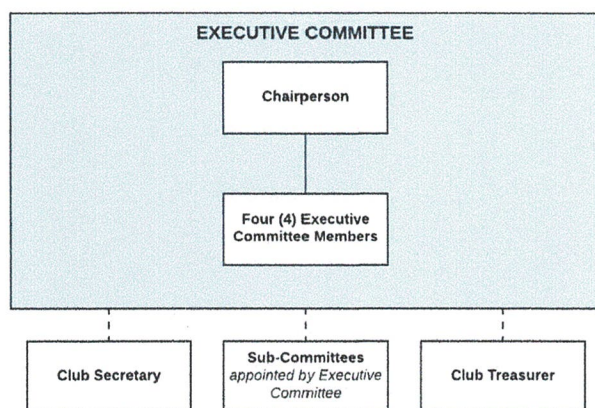 EXECUTIVE COMMITTEE
Chairperson
Four (4) Executive
Committee Members
Club Secretary
Sub-Committees
appointed by Executive
Committee
Club Treasurer